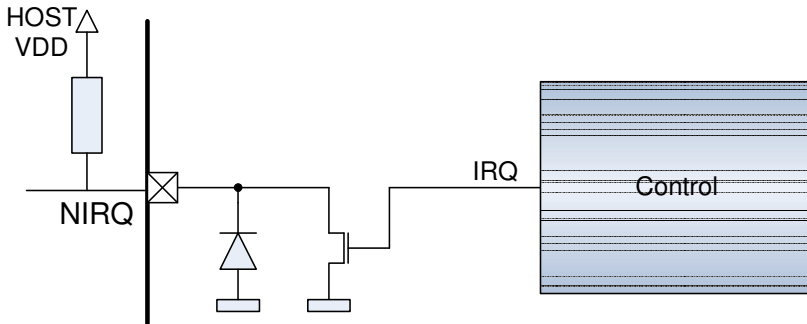 HOST
VDD
NIRQ
IRQ
Control